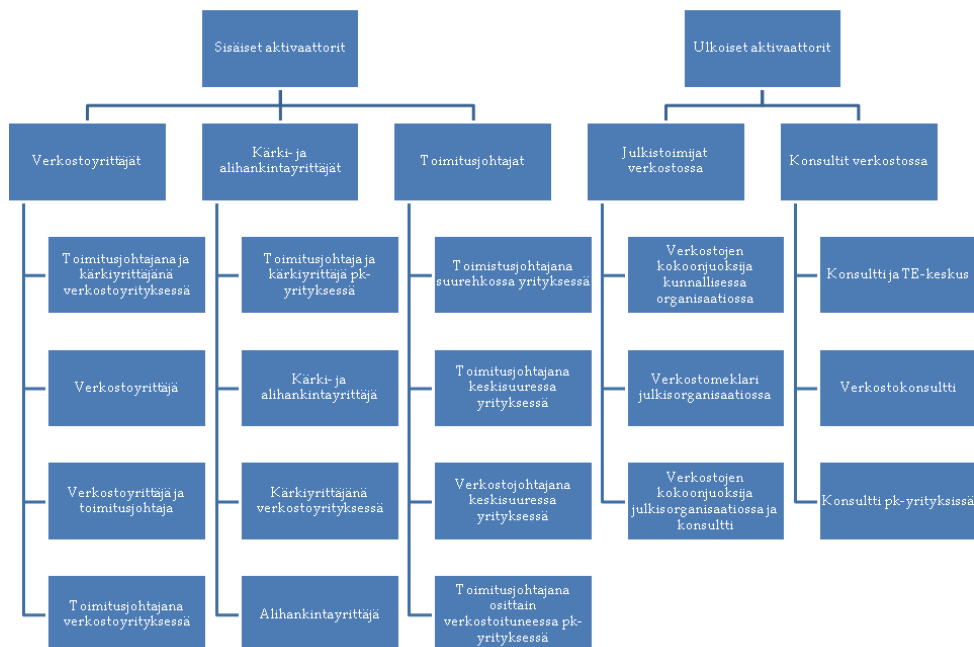 Sisäiset aktivaattorit
Ulkoiset aktivaattorit
Verkostoyrittäjät
Kärki- ja
alihankintayrittäjät
Toimitusjohtajat
Julkistoimijat
verkostossa
Konsultit verkostossa
Toimitusjohtajana ja
kärkiyrittäjänä
verkostoyrityksessä
Toimitusjohtaja ja
kärkiyrittäjä pk-
yrityksessä
Toimistusjohtajana
suurehkossa yrityksessä
Verkostojen
kokoonjuoksija
kunnallisessa
organisaatiossa
Konsultti ja TE-keskus
Verkostoyrittäjä
Kärki- ja
alihankintayrittäjä
Toimitusjohtajana
keskisuuressa
yrityksessä
Verkostomeklari
julkisorganisaatiossa
Verkostokonsultti
Verkostoyrittäjä ja
toimitusjohtaja
Kärkiyrittäjänä
verkostoyrityksessä
Verkostojohtajana
keskisuuressa
yrityksessä
Verkostojen
kokoonjuoksija
julkisorganisaatiossa ja
konsultti
Konsultti pk-yrityksissä
Toimitusjohtajana
verkostoyrityksessä
Alihankintayrittäjä
Toimitusjohtajana
osittain
verkostoituneessa pk-
yrityksessä